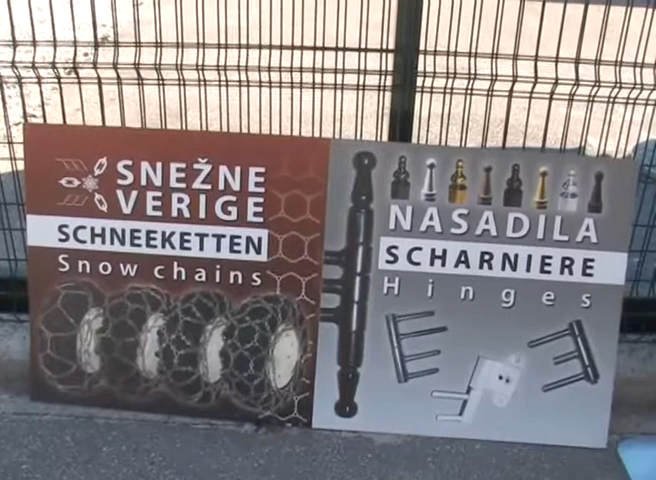 SNEŽNE
VERIGE
SCHNEEKETTEN
Snow chains
NASADILA
SCHARNIERE
Hinges